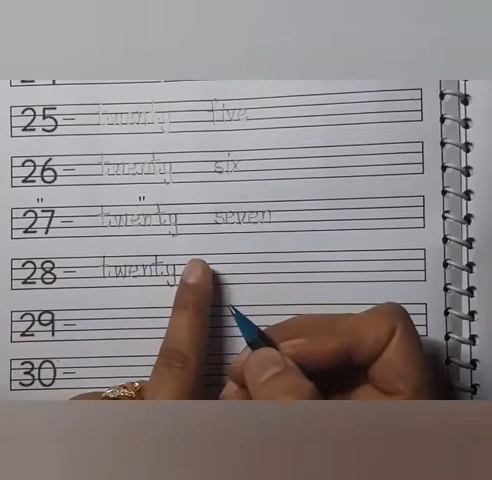 25- twenty five
26- twenty six
" " "
27- twenty seven
28- twenty
29-
30-